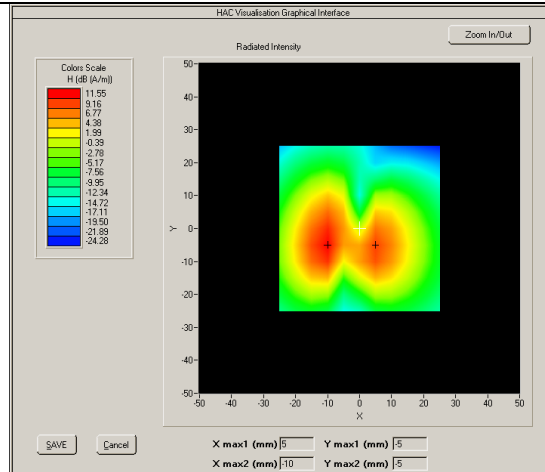 HAC Visualisation Graphical Interface
Zoom In/Out
Radiated Intensity
Colors Scale
H (dB (A/m))
11.55
9.16
6.77
4.38
1.99
-0.39
-2.78
-5.17
-7.56
-9.95
-12.34
-14.72
-17.11
-19.50
-21.89
-24.28
50
40
30
20
10
0
-10
-20
-30
-40
-50
Y
-50 -40 -30 -20 -10 0 10 20 30 40 50
X
SAVE Cancel
X max1 (mm) 5 Y max1 (mm) -5
X max2 (mm) -10 Y max2 (mm) -5